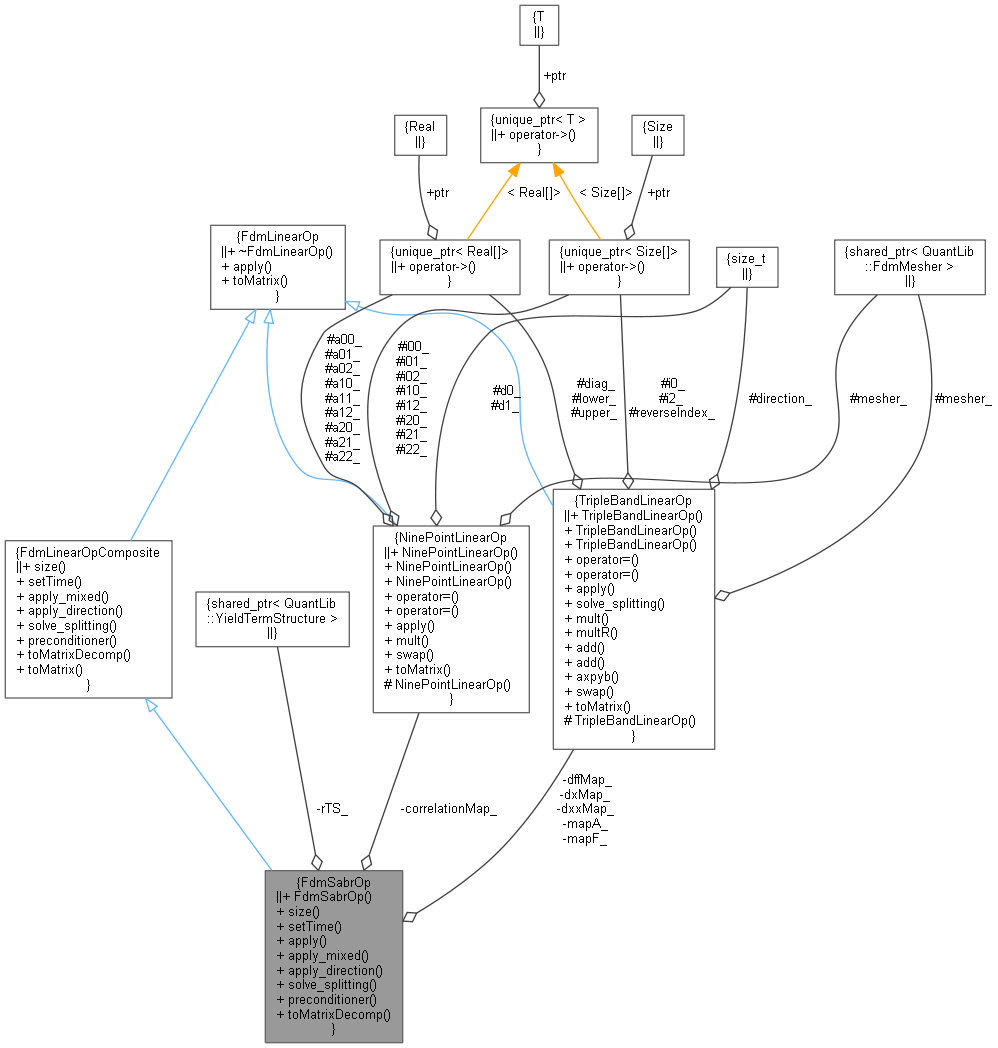 {T
||}
+ptr
{unique_ptr< T >
||+ operator->()
}
{Real
||}
{Size
||}
+ptr
< Real[]>
< Size[]>
+ptr
{FdmLinearOp
||+ ~FdmLinearOp()
+ apply()
+ toMatrix()
}
{unique_ptr< Real[]>
||+ operator->()
}
{unique_ptr< Size[]>
||+ operator->()
}
{size_t
||}
{shared_ptr< QuantLib
::FdmMesher >
||}
#a00_
#a01_
#a02_
#a10_
#a11_
#a12_
#a20_
#a21_
#a22_
#i00_
#i01_
#i02_
#i10_
#i12_
#i20_
#i21_
#i22_
#d0_
#d1_
#diag_
#lower_
#upper_
#i0_
#i2_
#reverseIndex_
#direction_
#mesher_
#mesher_
{FdmLinearOpComposite
||+ size()
+ setTime()
+ apply_mixed()
+ apply_direction()
+ solve_splitting()
+ preconditioner()
+ toMatrixDecomp()
+ toMatrix()
}
{shared_ptr< QuantLib
::YieldTermStructure >
||}
{NinePointLinearOp
||+ NinePointLinearOp()
+ NinePointLinearOp()
+ NinePointLinearOp()
+ operator=()
+ operator=()
+ apply()
+ mult()
+ swap()
+ toMatrix()
# NinePointLinearOp()
}
{TripleBandLinearOp
||+ TripleBandLinearOp()
+ TripleBandLinearOp()
+ TripleBandLinearOp()
+ operator=()
+ operator=()
+ apply()
+ solve_splitting()
+ mult()
+ multR()
+ add()
+ add()
+ axpyb()
+ swap()
+ toMatrix()
# TripleBandLinearOp()
}
-rTS_
-correlationMap_
-dffMap_
-dxMap_
-dxxMap_
-mapA_
-mapF_
{FdmSabrOp
||+ FdmSabrOp()
+ size()
+ setTime()
+ apply()
+ apply_mixed()
+ apply_direction()
+ solve_splitting()
+ preconditioner()
+ toMatrixDecomp()
}